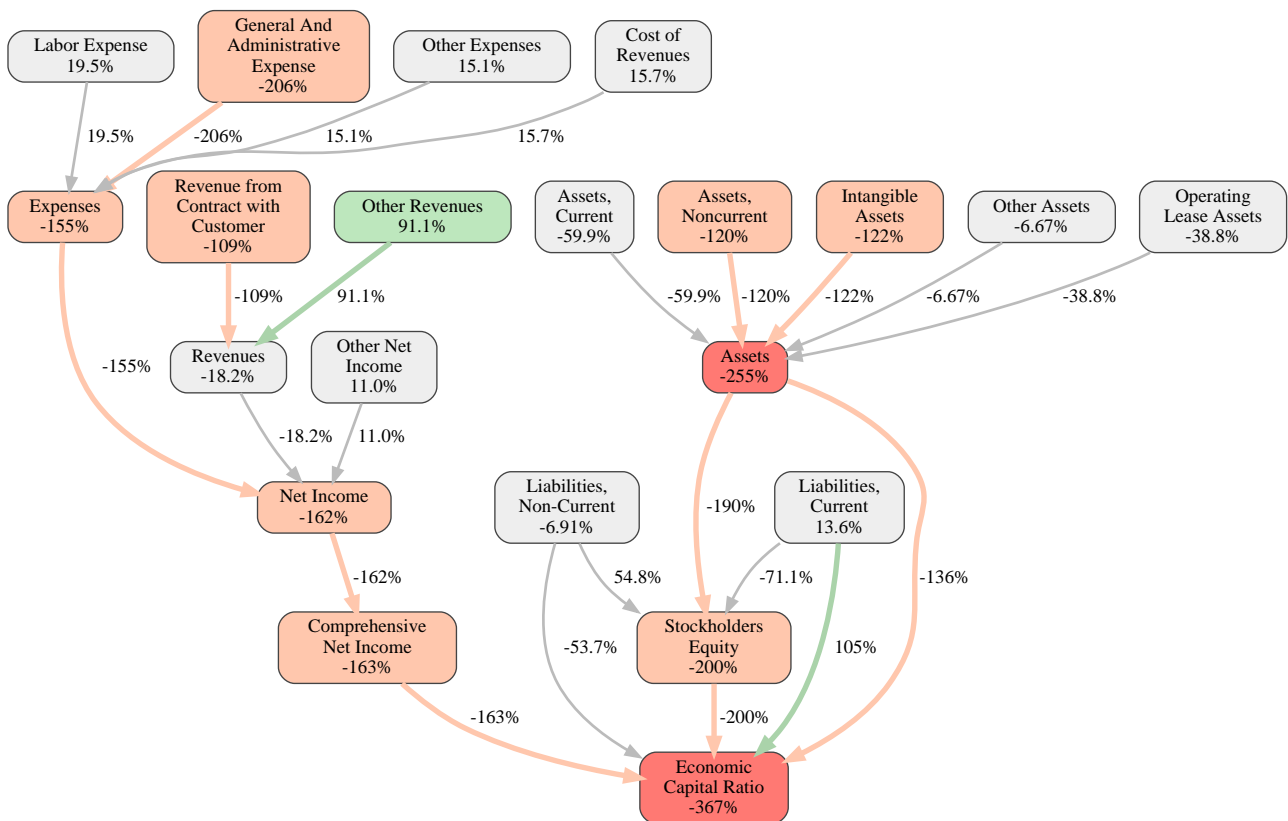 Labor Expense
19.5%
General And
Administrative
Expense
-206%
Other Expenses
15.1%
Cost of
Revenues
15.7%
19.5%
-206%
15.1%
15.7%
Expenses
-155%
Revenue from
Contract with
Customer
-109%
Other Revenues
91.1%
Assets,
Current
-59.9%
Assets,
Noncurrent
-120%
Intangible
Assets
-122%
Other Assets
-6.67%
Operating
Lease Assets
-38.8%
-109%
91.1%
-59.9%
-120%
-122%
-6.67%
-38.8%
-155%
Revenues
-18.2%
Other Net
Income
11.0%
Assets
-255%
-18.2%
11.0%
Net Income
-162%
Liabilities,
Non-Current
-6.91%
-190%
Liabilities,
Current
13.6%
-162%
54.8%
-71.1%
-136%
Comprehensive
Net Income
-163%
-53.7%
Stockholders
Equity
-200%
105%
-163%
-200%
Economic
Capital Ratio
-367%